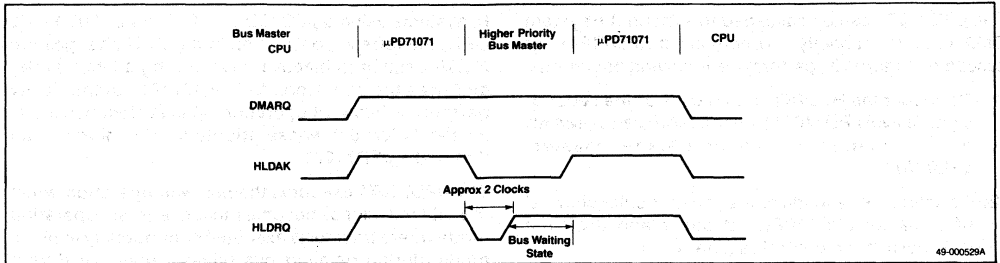 Bus Master
CPU
μPD71071
Higher Priority
Bus Master
μPD71071
CPU
DMARQ
HLDAK
Approx 2 Clocks
HLDRQ
Bus Waiting
State
49-000529A